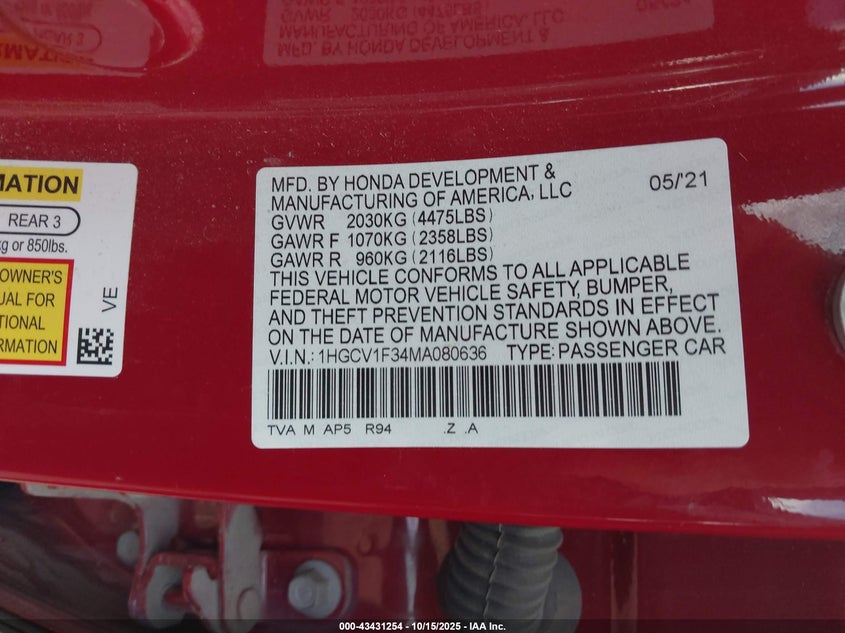 MATION
REAR 3
kg or 850lbs.
OWNER'S
UAL FOR
TIONAL
FORMATION
VE
MFD. BY HONDA DEVELOPMENT &
MANUFACTURING OF AMERICA, LLC
05/'21
GVWR 2030KG (4475LBS)
GAWR F 1070KG (2358LBS)
GAWR R 960KG (2116LBS)
THIS VEHICLE CONFORMS TO ALL APPLICABLE
FEDERAL MOTOR VEHICLE SAFETY, BUMPER,
AND THEFT PREVENTION STANDARDS IN EFFECT
ON THE DATE OF MANUFACTURE SHOWN ABOVE.
V.I.N.: 1HGCV1F34MA080636 TYPE: PASSENGER CAR
TVA M AP5 R94 .Z .A
000-43431254 - 10/15/2025 - IAA Inc.